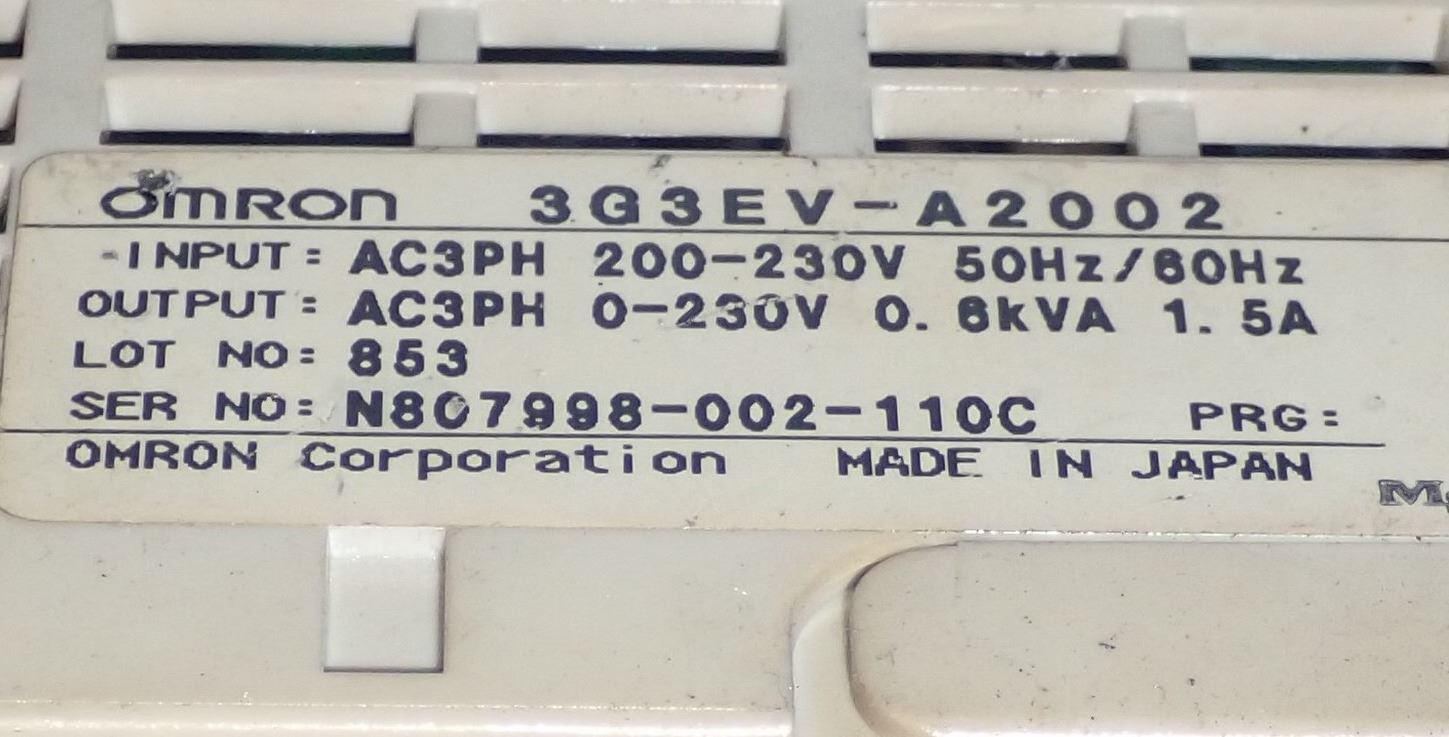 OMRON 3G3EV-A2002
INPUT: AC3PH 200-230V 50Hz/60Hz
OUTPUT: AC3PH 0-230V 0.6kVA 1.5A
LOT NO: 853
SER NO: N807998-002-110C PRG:
OMRON Corporation MADE IN JAPAN